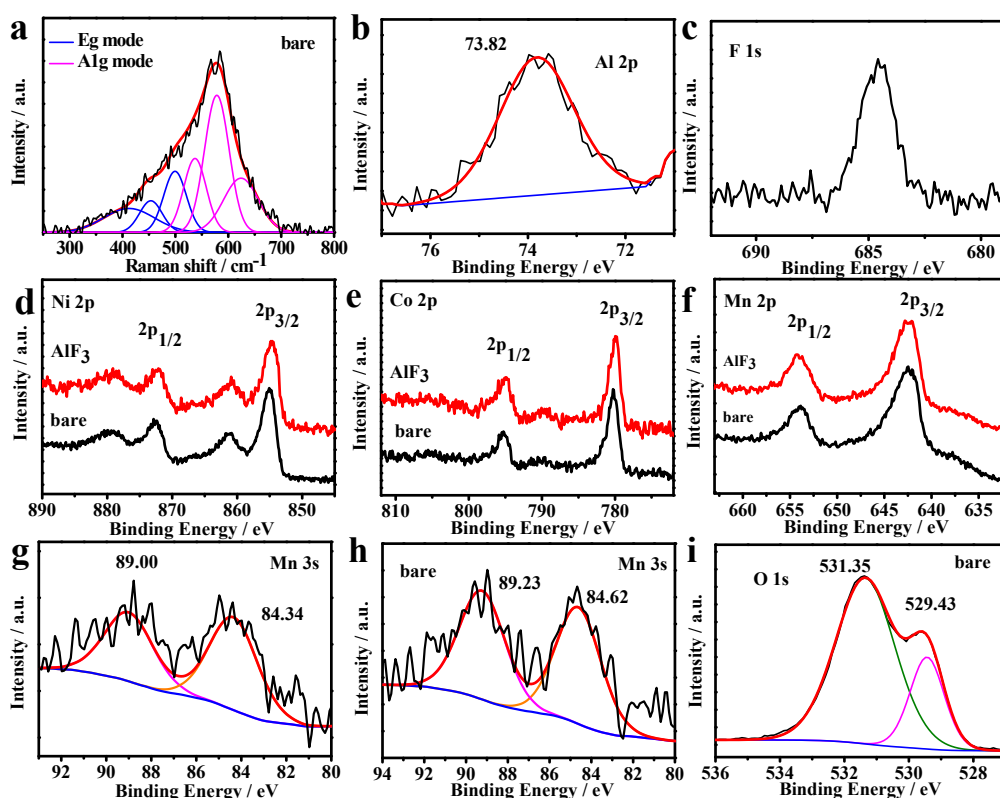 a
Eg mode
A1g mode
bare
Intensity / a.u.
300 400 500 600 700 800
Raman shift / cm-1
b
73.82
Al 2p
Intensity / a.u.
76 74 72
Binding Energy / eV
c
F 1s
Intensity / a.u.
690 685 680
Binding Energy / eV
d
Ni 2p
2p1/2
2p3/2
AlF3
bare
Intensity / a.u.
890 880 870 860 850
Binding Energy / eV
e
Co 2p
2p1/2
2p3/2
AlF3
bare
Intensity / a.u.
810 800 790 780
Binding Energy / eV
f
Mn 2p
2p1/2
2p3/2
AlF3
bare
Intensity / a.u.
660 655 650 645 640 635
Binding Energy / eV
g
89.00
Mn 3s
84.34
Intensity / a.u.
92 90 88 86 84 82 80
Binding Energy / eV
h
bare
89.23
Mn 3s
84.62
Intensity / a.u.
94 92 90 88 86 84 82 80
Binding Energy / eV
i
O 1s
531.35
bare
529.43
Intensity / a.u.
536 534 532 530 528
Binding Energy / eV